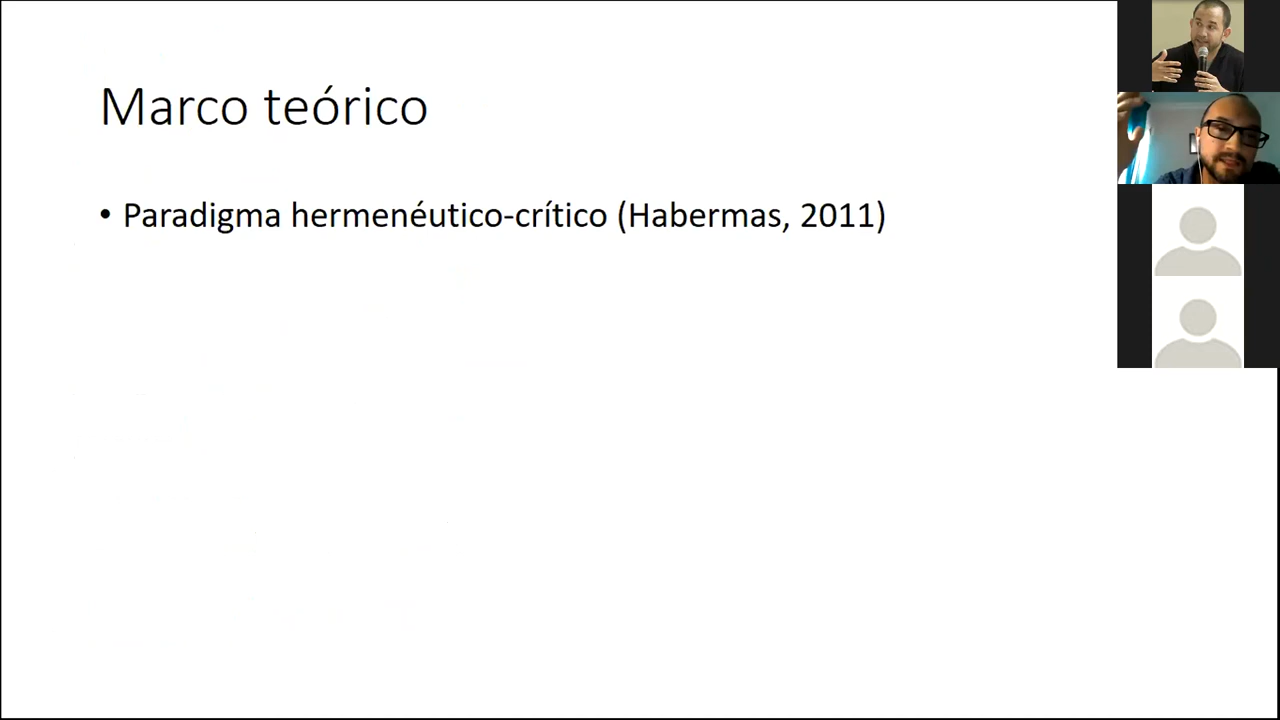 Marco teórico
• Paradigma hermenéutico-crítico (Habermas, 2011)